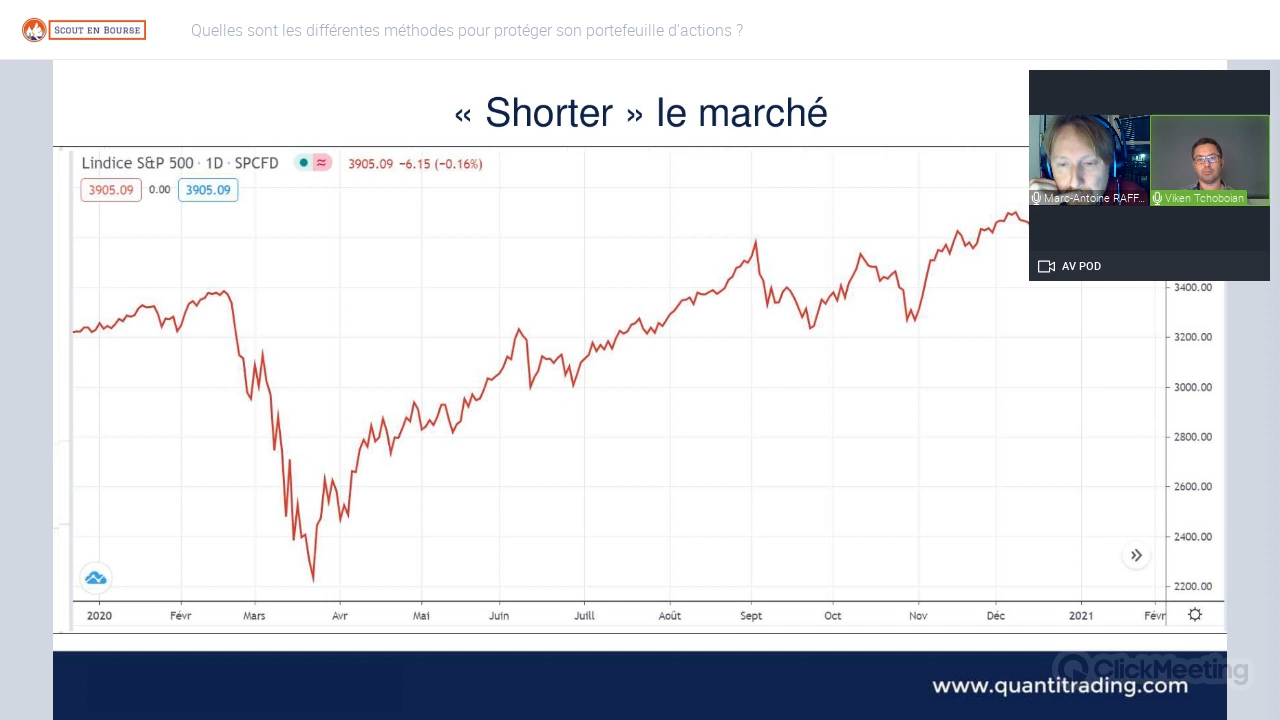 SCOUT EN BOURSE
Quelles sont les différentes méthodes pour protéger son portefeuille d'actions ?
« Shorter » le marché
Lindice S&P 500 · 1D · SPCFD
≈
3905.09 −6.15 (−0.16%)
3905.09
0.00
3905.09
Marc-Antoine RAFF...
Viken Tchoboian
AV POD
3400.00
3200.00
3000.00
2800.00
2600.00
2400.00
2200.00
2020
Févr
Mars
Avr
Mai
Juin
Juill
Août
Sept
Oct
Nov
Déc
2021
Févr
ClickMeeting
www.quantitrading.com